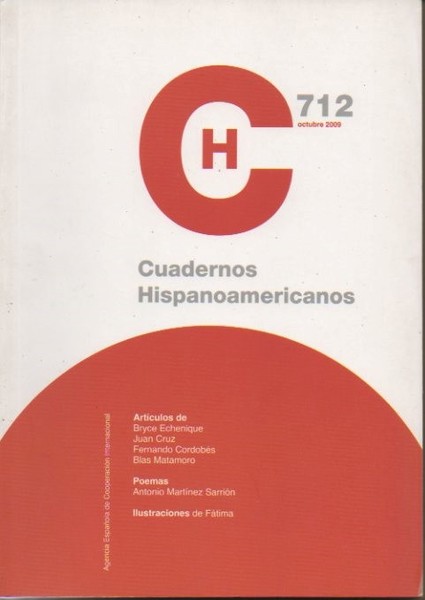 C
H
712
octubre 2009
Cuadernos
Hispanoamericanos
Artículos de
Bryce Echenique
Juan Cruz
Fernando Cordobés
Blas Matamoro
Poemas
Antonio Martínez Sarrión
Ilustraciones de Fátima
Agencia Española de Cooperación Internacional